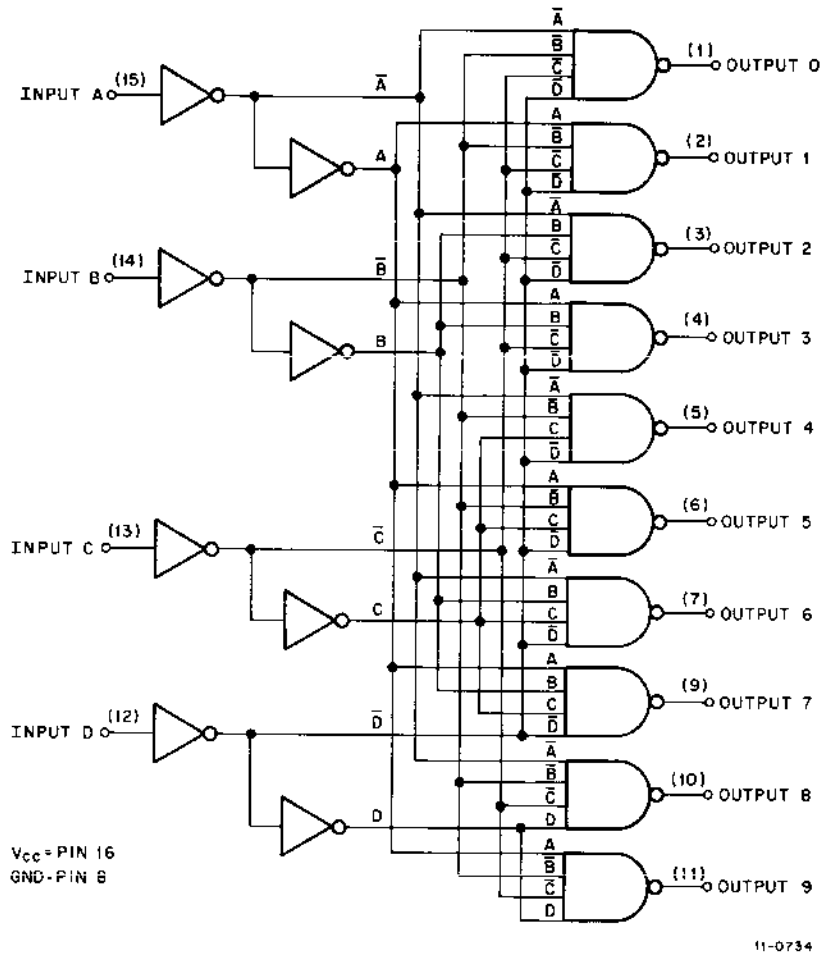 A̅
B̅
(1)
C̅
OUTPUT 0
D̅
INPUT A
(15)
A̅
A
B̅
(2)
C̅
OUTPUT 1
D̅
A
A̅
B
(3)
C̅
OUTPUT 2
D̅
INPUT B
(14)
B̅
A
B
(4)
C̅
OUTPUT 3
D̅
B
A̅
B̅
(5)
C
OUTPUT 4
D̅
A
B̅
(6)
C
OUTPUT 5
D̅
INPUT C
(13)
C̅
A̅
B
(7)
C
OUTPUT 6
D̅
C
A
B
(9)
C
OUTPUT 7
D̅
INPUT D
(12)
D̅
A̅
B̅
(10)
C̅
OUTPUT 8
D
D
A
B̅
(11)
C̅
OUTPUT 9
D
VCC=PIN 16
GND-PIN 8
11-0734